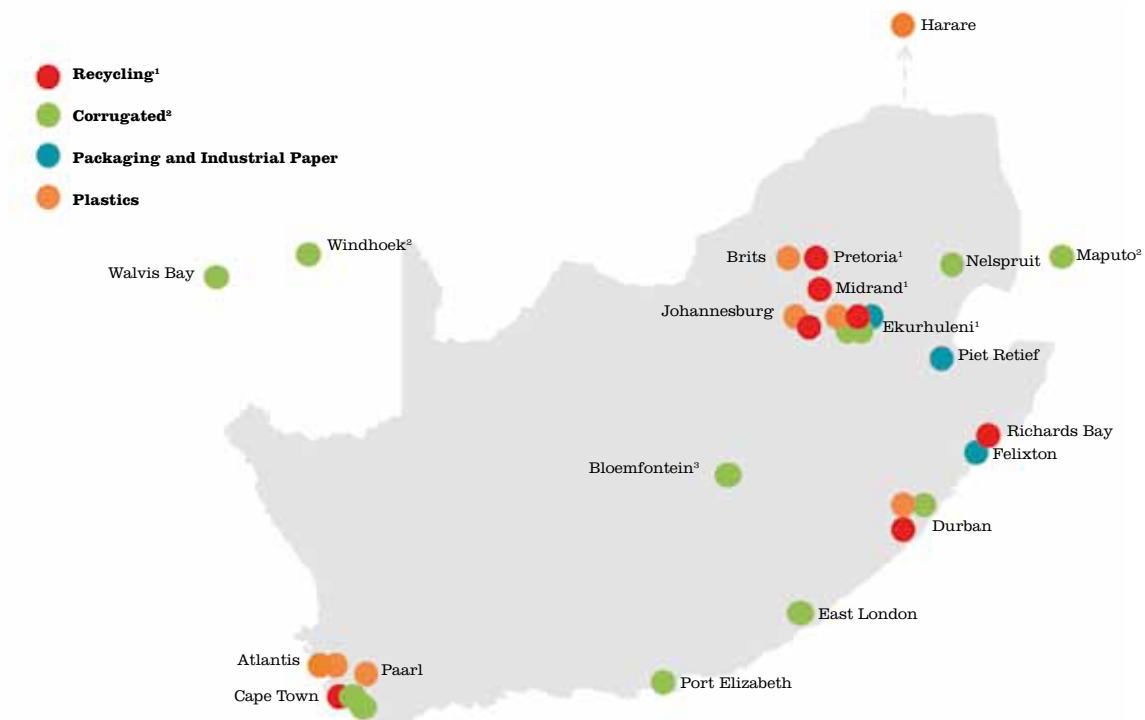 Harare
Recycling¹
Corrugated²
Packaging and Industrial Paper
Plastics
Windhoek²
Walvis Bay
Brits
Pretoria¹
Nelspruit
Maputo²
Midrand¹
Johannesburg
Ekurhuleni¹
Piet Retief
Richards Bay
Felixton
Bloemfontein³
Durban
East London
Atlantis
Paarl
Cape Town
Port Elizabeth